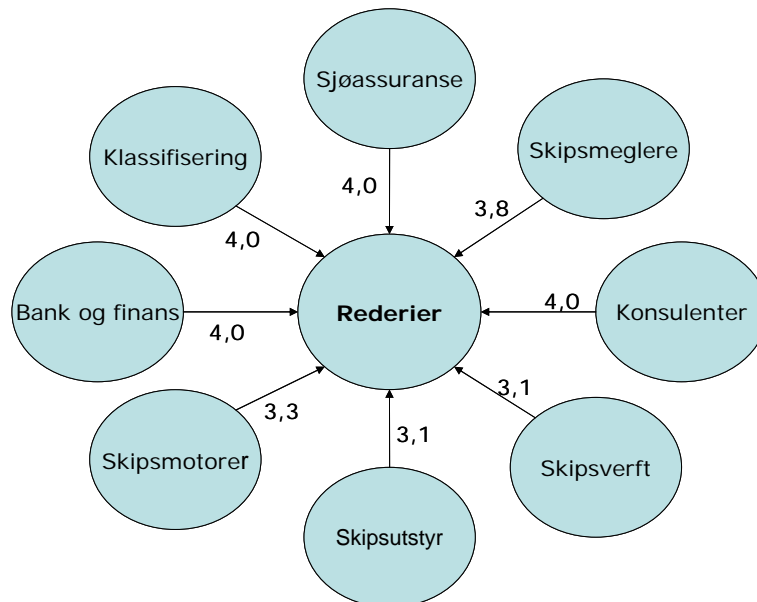 Sjøassuranse
Klassifisering
Skipsmeglere
4,0
3,8
4,0
Bank og finans
Rederier
4,0
Konsulenter
4,0
3,3
3,1
3,1
Skipsmotorer
Skipsverft
Skipsutstyr